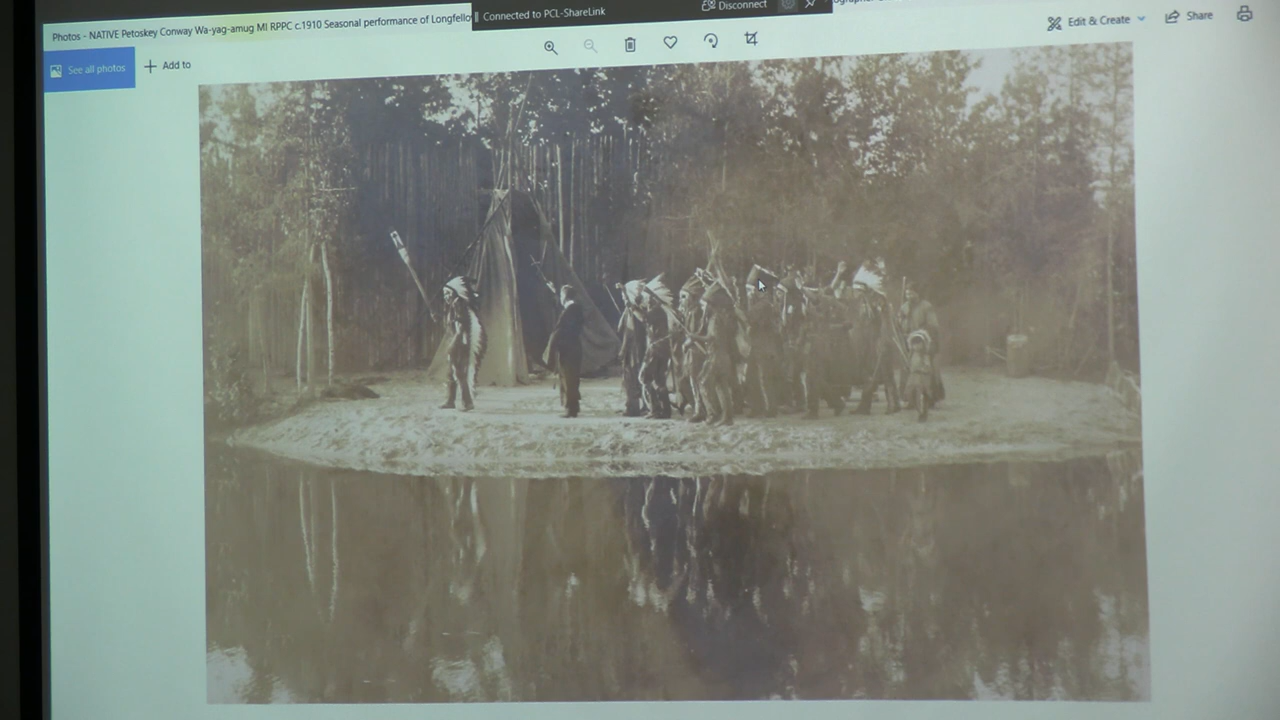 Photos - NATIVE Petoskey Conway Wa-yag-amug MI RPPC c.1910 Seasonal performance of
Connected to PCL-ShareLink
Disconnect
See all photos
Add to
Edit & Create
Share